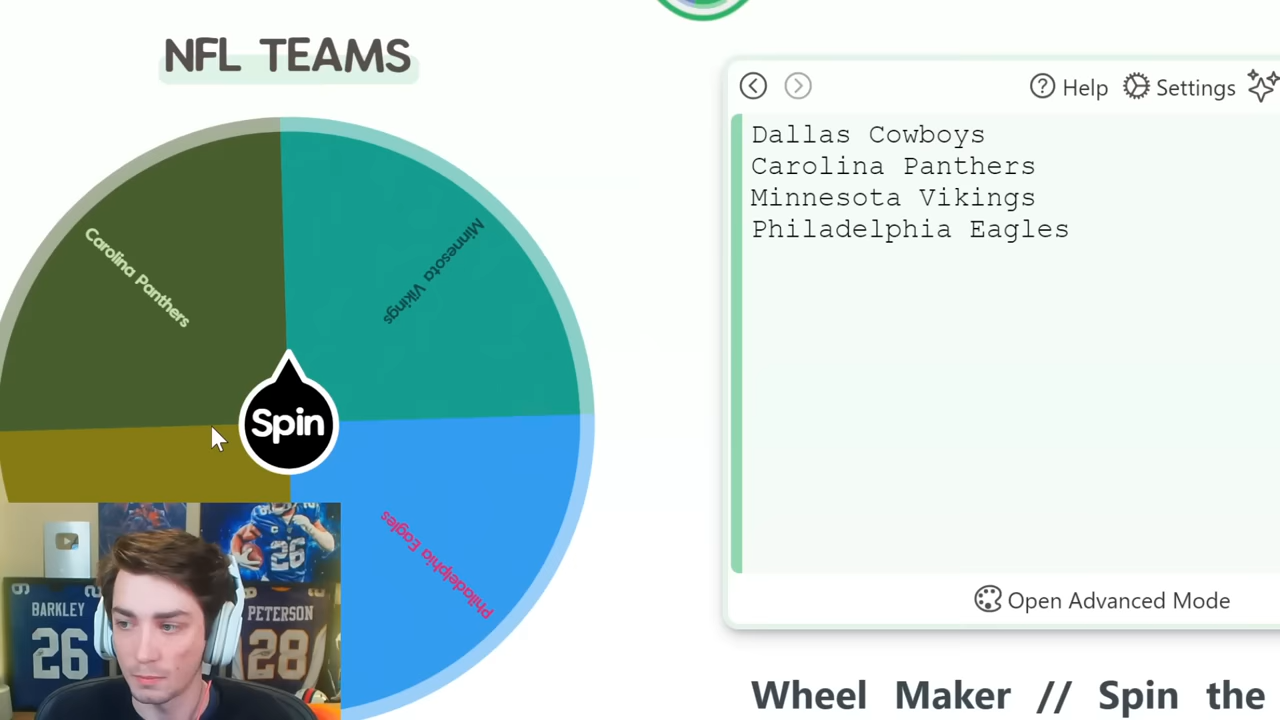 NFL TEAMS
Help
Settings
Dallas Cowboys
Carolina Panthers
Minnesota Vikings
Philadelphia Eagles
Carolina Panthers
Minnesota Vikings
Spin
Philadelphia Eagles
26
BARKLEY
26
PETERSON
28
Open Advanced Mode
Wheel Maker // Spin the